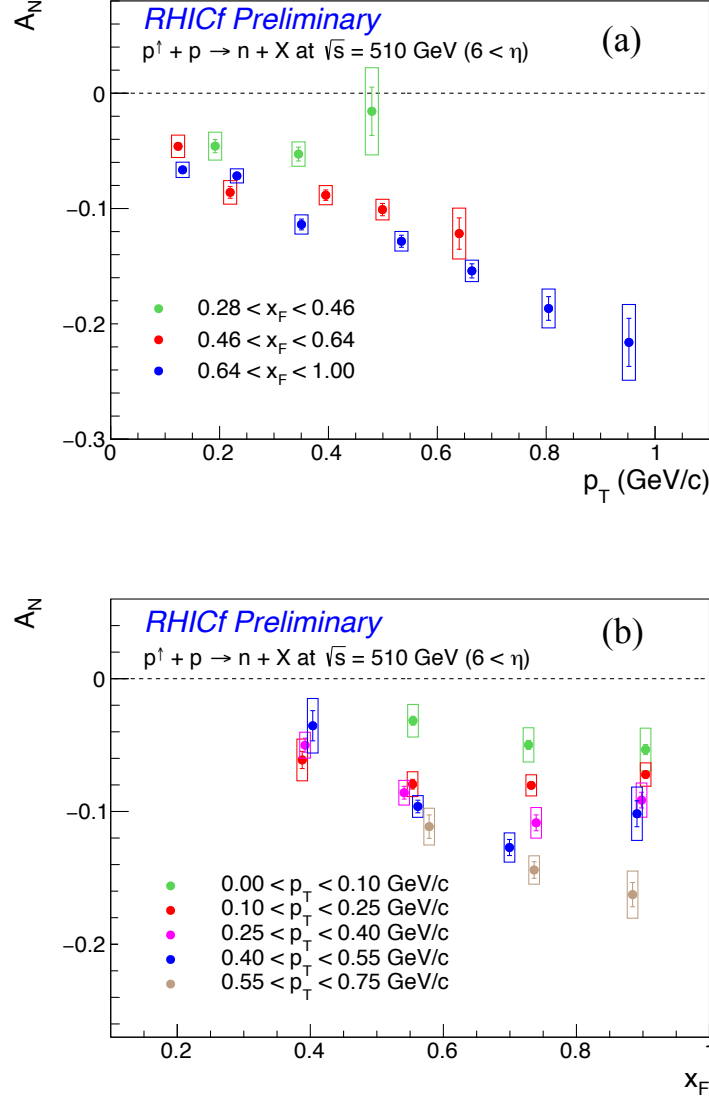 A_N
RHICf Preliminary
(a)
p↑ + p → n + X at √s = 510 GeV (6 < η)
0
−0.1
−0.2
−0.3
0.28 < x_F < 0.46
0.46 < x_F < 0.64
0.64 < x_F < 1.00
0 0.2 0.4 0.6 0.8 1
p_T (GeV/c)
A_N
RHICf Preliminary
(b)
p↑ + p → n + X at √s = 510 GeV (6 < η)
0
−0.1
−0.2
0.00 < p_T < 0.10 GeV/c
0.10 < p_T < 0.25 GeV/c
0.25 < p_T < 0.40 GeV/c
0.40 < p_T < 0.55 GeV/c
0.55 < p_T < 0.75 GeV/c
0.2 0.4 0.6 0.8 1
x_F